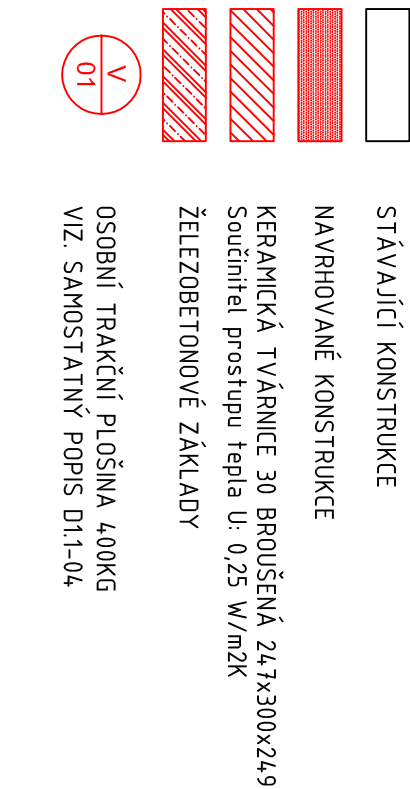 STÁVAJÍCÍ KONSTRUKCE
NAVRHOVANÉ KONSTRUKCE
KERAMICKÁ TVÁRNICE 30 BROUŠENÁ 247x300x249
Součinitel prostupu tepla U: 0,25 W/m2K
ŽELEZOBETONOVÉ ZÁKLADY
V
01
OSOBNÍ TRAKČNÍ PLOŠINA 400KG
VIZ. SAMOSTATNÝ POPIS D1.1-04